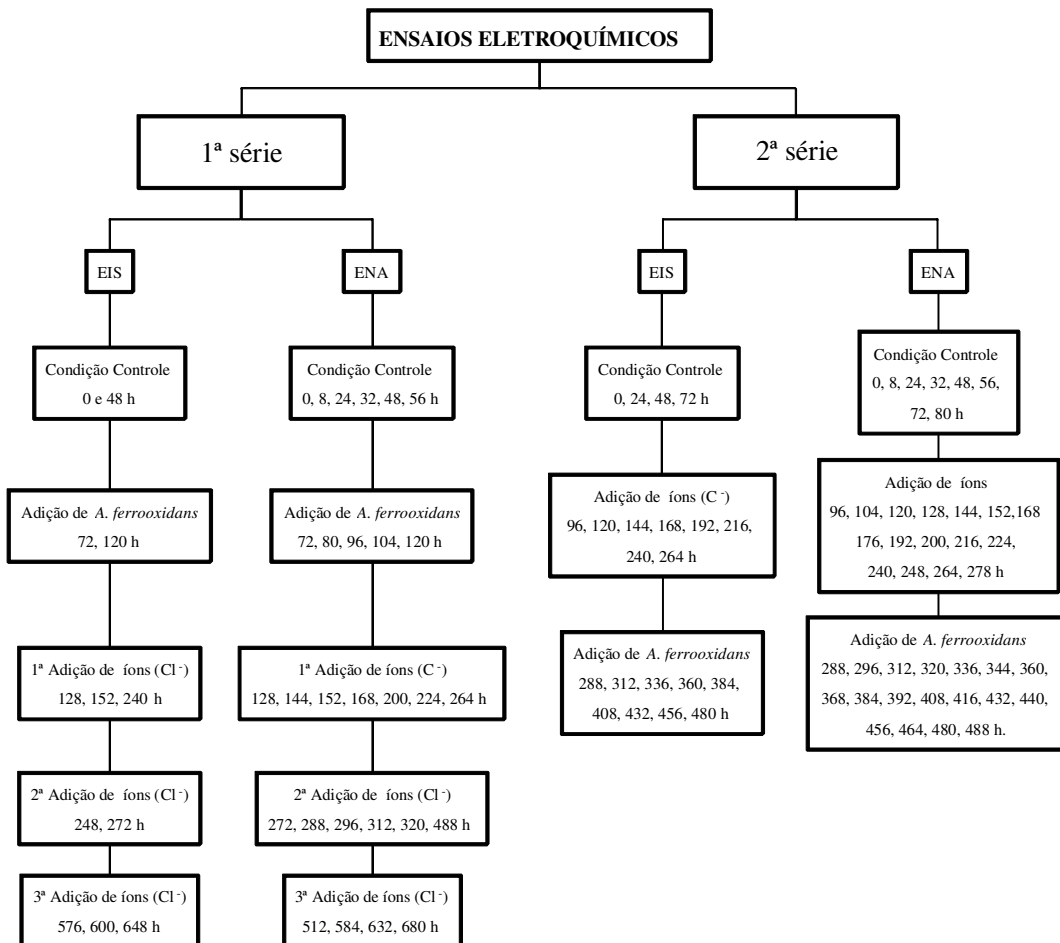 ENSAIOS ELETROQUÍMICOS
1ª série
2ª série
EIS
ENA
EIS
ENA
Condição Controle
0 e 48 h
Condição Controle
0, 8, 24, 32, 48, 56 h
Condição Controle
0, 24, 48, 72 h
Condição Controle
0, 8, 24, 32, 48, 56,
72, 80 h
Adição de A. ferrooxidans
72, 120 h
Adição de A. ferrooxidans
72, 80, 96, 104, 120 h
Adição de íons (C⁻)
96, 120, 144, 168, 192, 216,
240, 264 h
Adição de íons
96, 104, 120, 128, 144, 152,168
176, 192, 200, 216, 224,
240, 248, 264, 278 h
1ª Adição de íons (Cl⁻)
128, 152, 240 h
1ª Adição de íons (C⁻)
128, 144, 152, 168, 200, 224, 264 h
Adição de A. ferrooxidans
288, 312, 336, 360, 384,
408, 432, 456, 480 h
Adição de A. ferrooxidans
288, 296, 312, 320, 336, 344, 360,
368, 384, 392, 408, 416, 432, 440,
456, 464, 480, 488 h.
2ª Adição de íons (Cl⁻)
248, 272 h
2ª Adição de íons (Cl⁻)
272, 288, 296, 312, 320, 488 h
3ª Adição de íons (Cl⁻)
576, 600, 648 h
3ª Adição de íons (Cl⁻)
512, 584, 632, 680 h